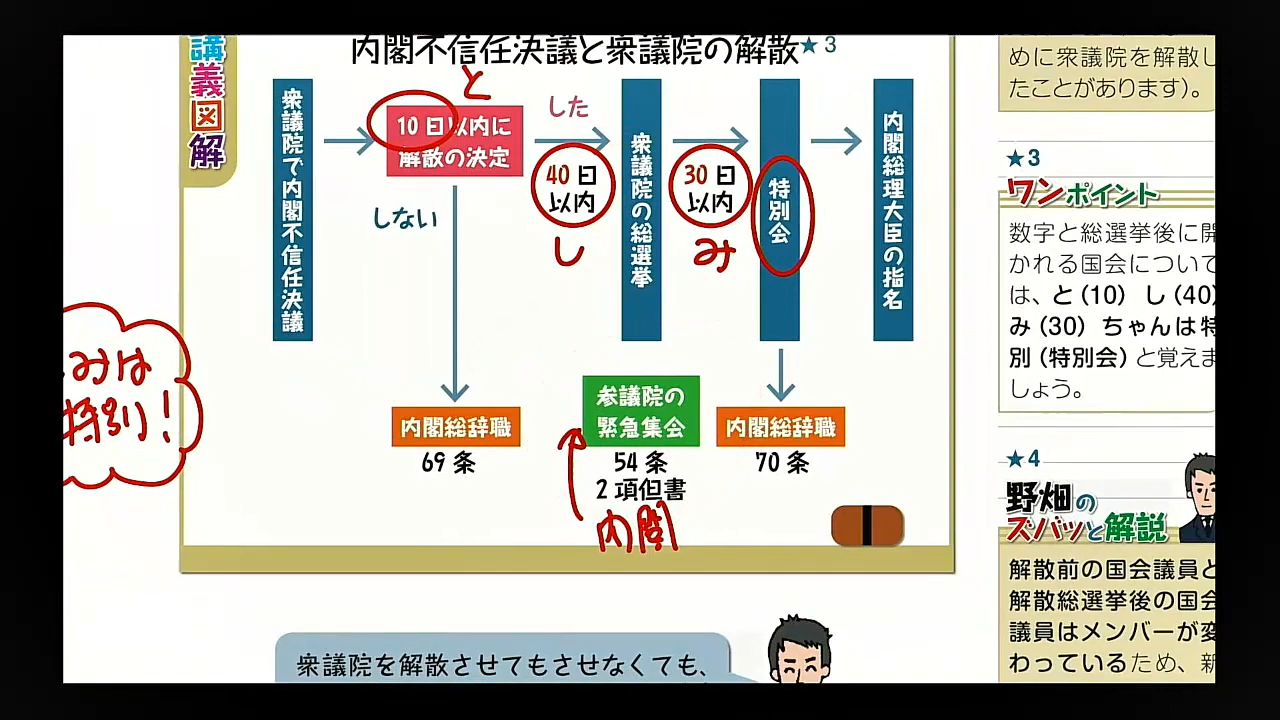 講義図解
内閣不信任決議と衆議院の解散★3
衆議院で内閣不信任決議
と
10日以内に
解散の決定
した
しない
40日
以内
し
衆議院の総選挙
30日
以内
み
特別会
内閣総理大臣の指名
みは
特別!
内閣総辞職
69条
参議院の
緊急集会
54条
2項但書
内閣
内閣総辞職
70条
衆議院を解散させてもさせなくても、
めに衆議院を解散し
たことがあります)。
★3
ワンポイント
数字と総選挙後に開
かれる国会について
は、と(10)し(40)
み(30)ちゃんは特
別(特別会)と覚えま
しょう。
★4
野畑の
ズバッと解説
解散前の国会議員と
解散総選挙後の国会
議員はメンバーが変
わっているため、新